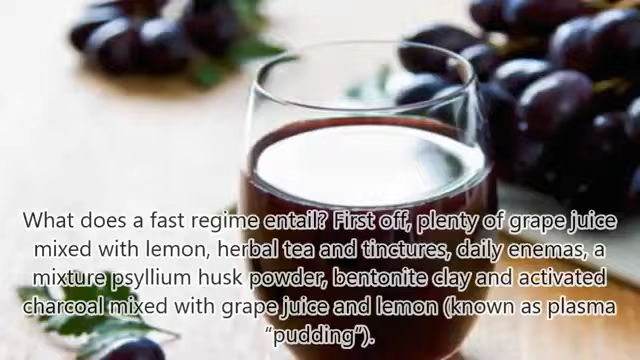 What does a fast regime entail? First off, plenty of grape juice
mixed with lemon, herbal tea and tinctures, daily enemas, a
mixture psyllium husk powder, bentonite clay and activated
charcoal mixed with grape juice and lemon (known as plasma
“pudding”).